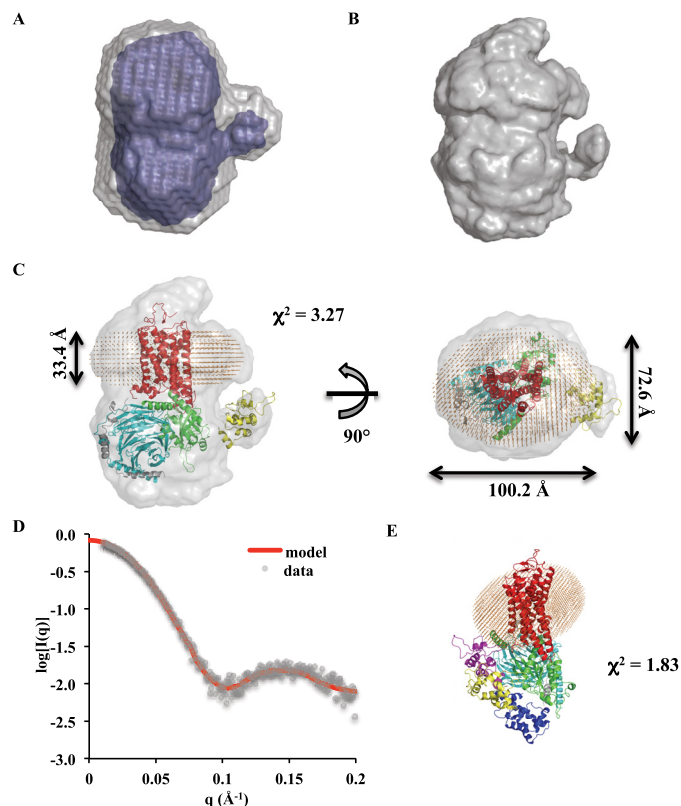 A
B
C
χ² = 3.27
33.4 Å
90°
72.6 Å
100.2 Å
D
0.0
-0.5
-1.0
-1.5
-2.0
-2.5
-3.0
log[I(q)]
model
data
0
0.05
0.1
0.15
0.2
q (Å⁻¹)
E
χ² = 1.83